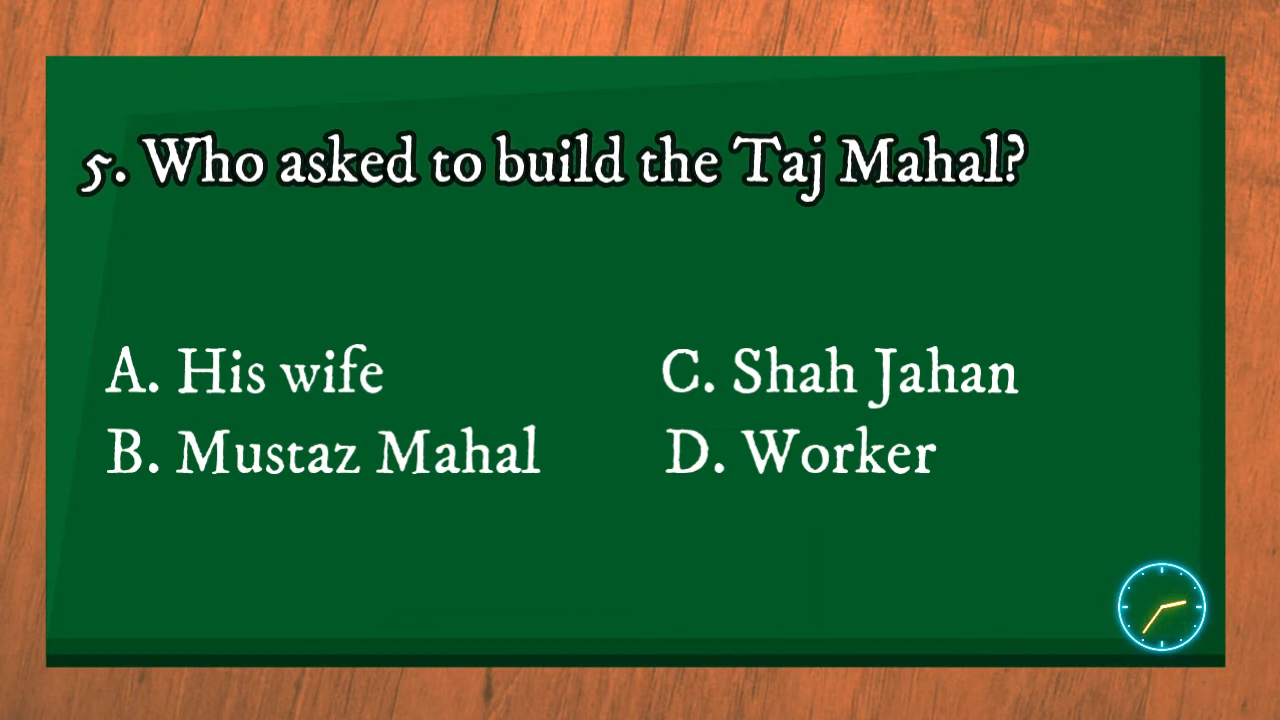 5. Who asked to build the Taj Mahal?
A. His wife
B. Mustaz Mahal
C. Shah Jahan
D. Worker